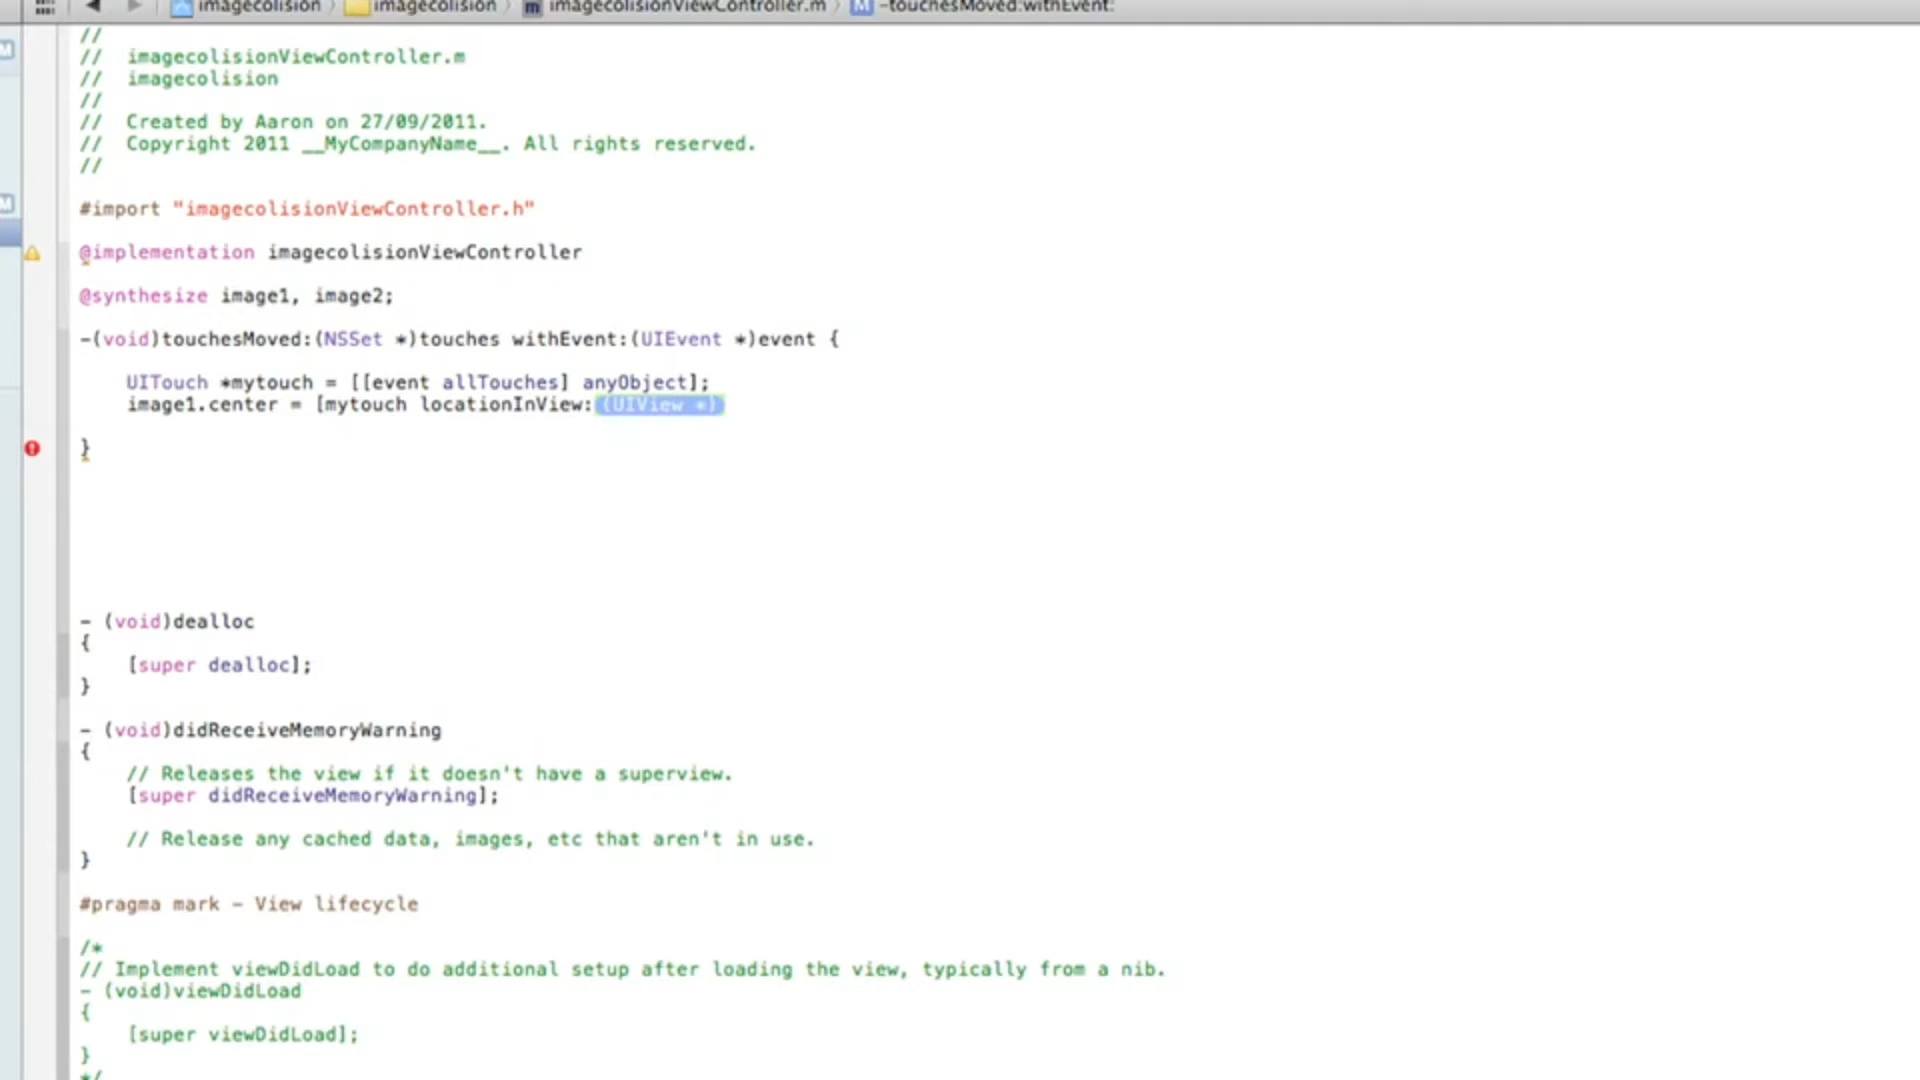 imagecolision imagecolision m imagecolisionViewController.m M -touchesMoved:withEvent:
//
//  imagecolisionViewController.m
//  imagecolision
//
//  Created by Aaron on 27/09/2011.
//  Copyright 2011 __MyCompanyName__. All rights reserved.
//
#import "imagecolisionViewController.h"
@implementation imagecolisionViewController
@synthesize image1, image2;
-(void)touchesMoved:(NSSet *)touches withEvent:(UIEvent *)event {
UITouch *mytouch = [[event allTouches] anyObject];
image1.center = [mytouch locationInView:(UIView *)
}
- (void)dealloc
{
[super dealloc];
}
- (void)didReceiveMemoryWarning
{
// Releases the view if it doesn't have a superview.
[super didReceiveMemoryWarning];
// Release any cached data, images, etc that aren't in use.
}
#pragma mark - View lifecycle
/*
// Implement viewDidLoad to do additional setup after loading the view, typically from a nib.
- (void)viewDidLoad
{
[super viewDidLoad];
}
*/